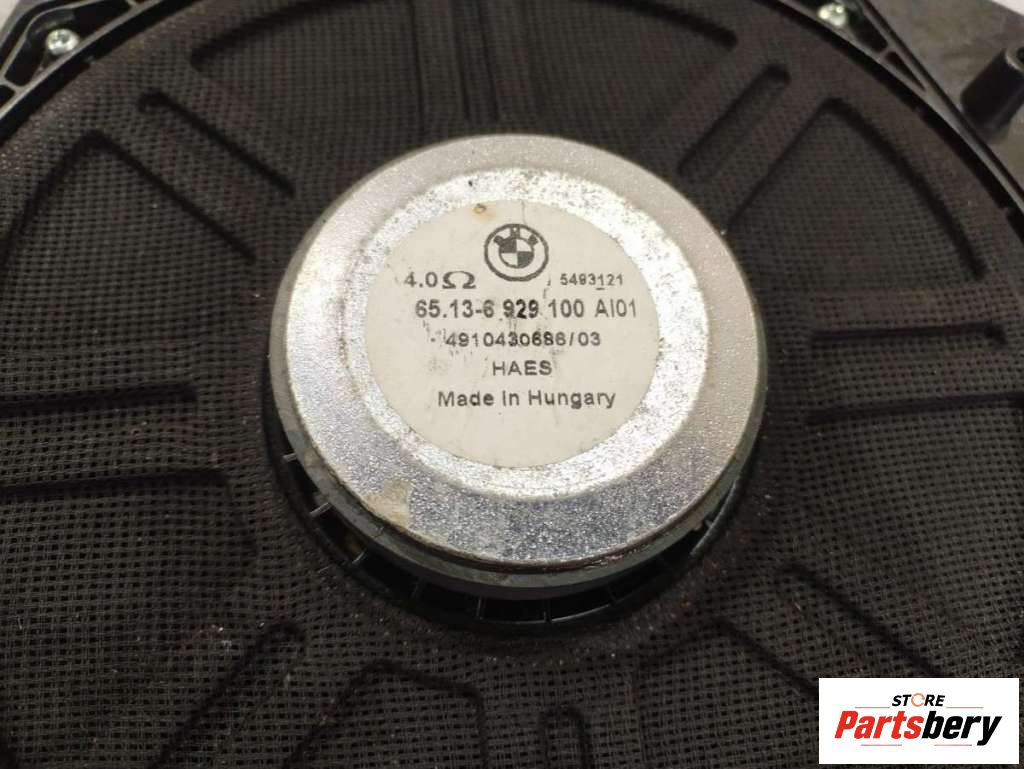 4.0Ω 5493121
65.13-6 929 100 AI01
4910430686/03
HAES
Made in Hungary
STORE
Partsbery